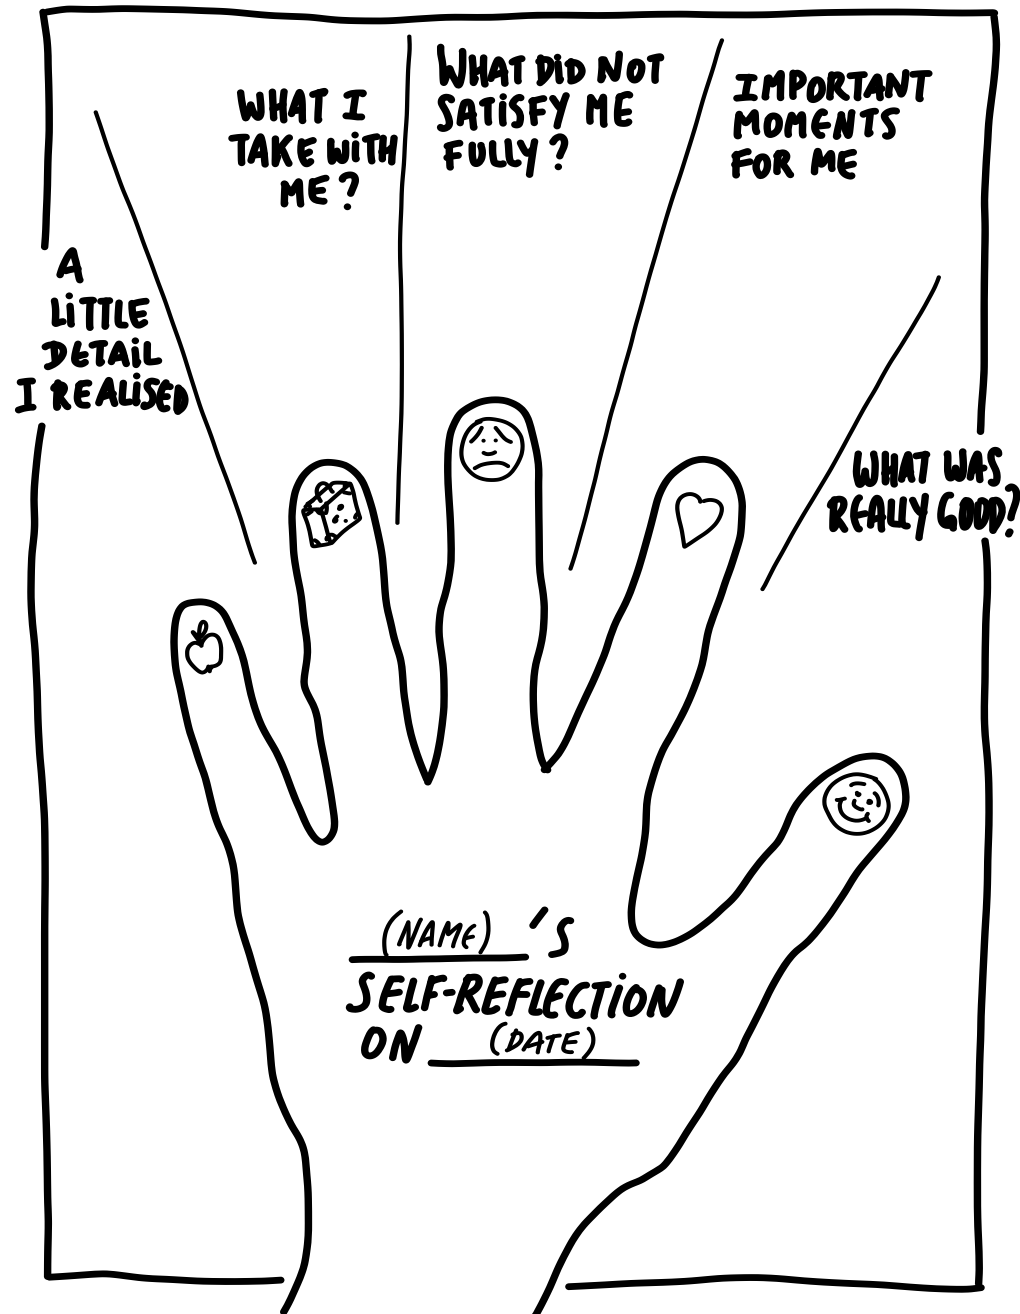 A
LiTTLE
DETAiL
I REALiSED
WHAT I
TAKE WiTH
ME?
WHAT DiD NOT
SATiSFY ME
FULLY?
IMPORTANT
MOMENTS
FOR ME
WHAT WAS
REALLY GOOD?
(NAME) 'S
SELF-REFLECTiON
ON (DATE)